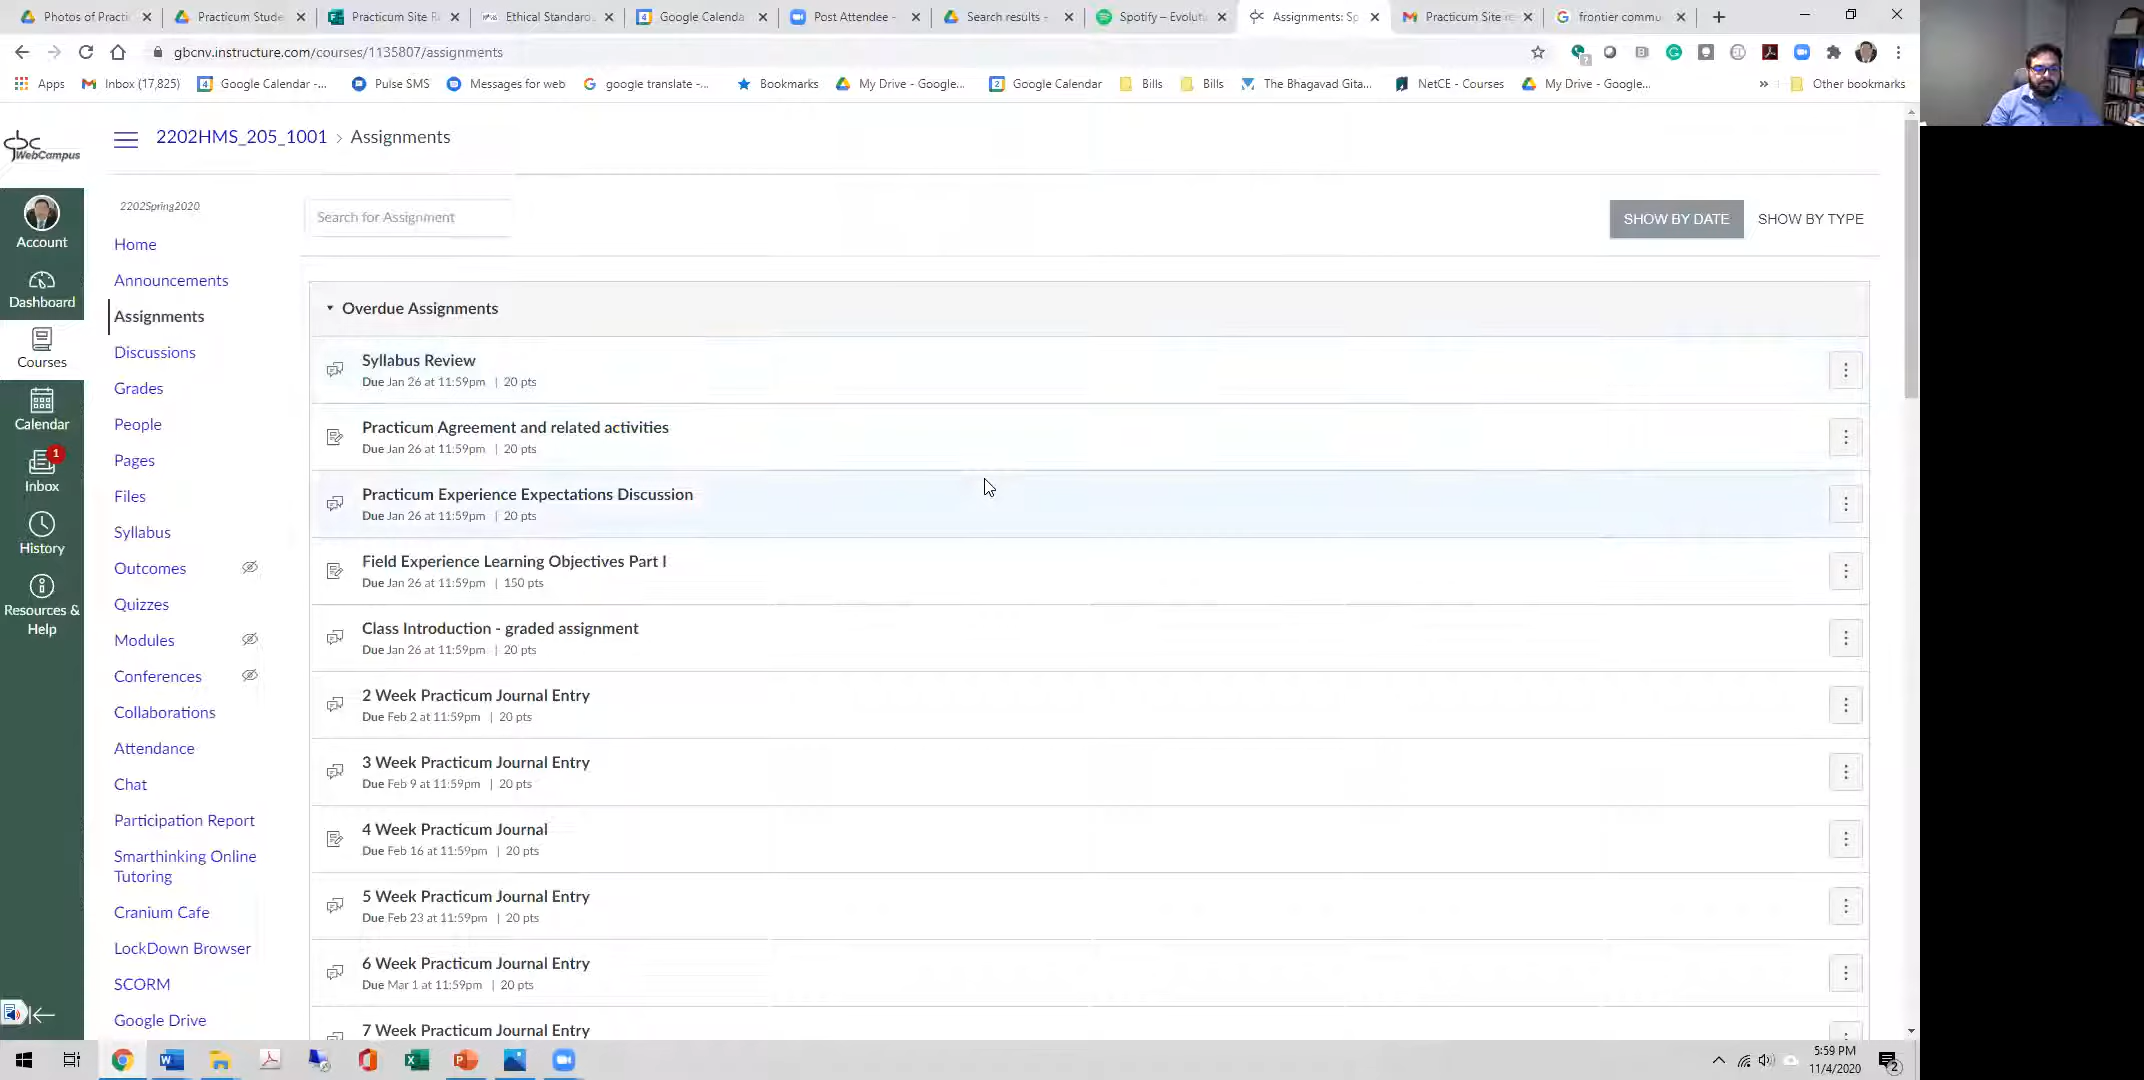 Photos of Practi
Practicum Stude
Practicum Site R
Ethical Standard
Google Calenda
Post Attendee -
Search results -
Spotify – Evolut
Assignments: Sp
Practicum Site re
frontier commu
gbcnv.instructure.com/courses/1135807/assignments
Apps
Inbox (17,825)
Google Calendar -...
Pulse SMS
Messages for web
google translate -...
Bookmarks
My Drive - Google...
Google Calendar
Bills
Bills
The Bhagavad Gita...
NetCE - Courses
My Drive - Google...
Other bookmarks
WebCampus
2202HMS_205_1001 › Assignments
Account
Dashboard
Courses
Calendar
1
Inbox
History
Resources &
Help
2202Spring2020
Home
Announcements
Assignments
Discussions
Grades
People
Pages
Files
Syllabus
Outcomes
Quizzes
Modules
Conferences
Collaborations
Attendance
Chat
Participation Report
Smarthinking Online
Tutoring
Cranium Cafe
LockDown Browser
SCORM
Google Drive
Search for Assignment
SHOW BY DATE
SHOW BY TYPE
Overdue Assignments
Syllabus Review
Due Jan 26 at 11:59pm | 20 pts
Practicum Agreement and related activities
Due Jan 26 at 11:59pm | 20 pts
Practicum Experience Expectations Discussion
Due Jan 26 at 11:59pm | 20 pts
Field Experience Learning Objectives Part I
Due Jan 26 at 11:59pm | 150 pts
Class Introduction - graded assignment
Due Jan 26 at 11:59pm | 20 pts
2 Week Practicum Journal Entry
Due Feb 2 at 11:59pm | 20 pts
3 Week Practicum Journal Entry
Due Feb 9 at 11:59pm | 20 pts
4 Week Practicum Journal
Due Feb 16 at 11:59pm | 20 pts
5 Week Practicum Journal Entry
Due Feb 23 at 11:59pm | 20 pts
6 Week Practicum Journal Entry
Due Mar 1 at 11:59pm | 20 pts
7 Week Practicum Journal Entry
5:59 PM
11/4/2020
2